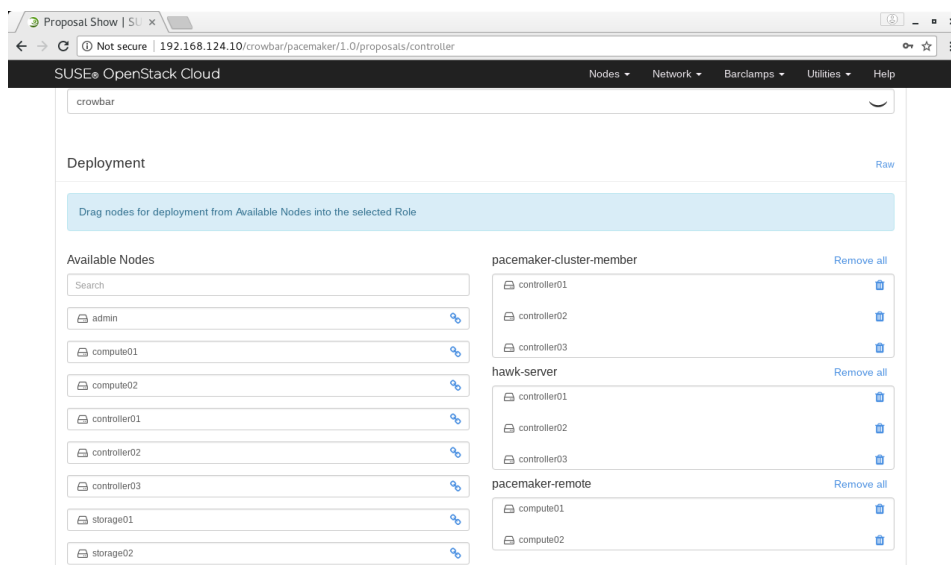 Proposal Show | SU
Not secure | 192.168.124.10/crowbar/pacemaker/1.0/proposals/controller
SUSE® OpenStack Cloud Nodes Network Barclamps Utilities Help
crowbar
Deployment Raw
Drag nodes for deployment from Available Nodes into the selected Role
Available Nodes
Search
admin
compute01
compute02
controller01
controller02
controller03
storage01
storage02
pacemaker-cluster-member Remove all
controller01
controller02
controller03
hawk-server Remove all
controller01
controller02
controller03
pacemaker-remote Remove all
compute01
compute02